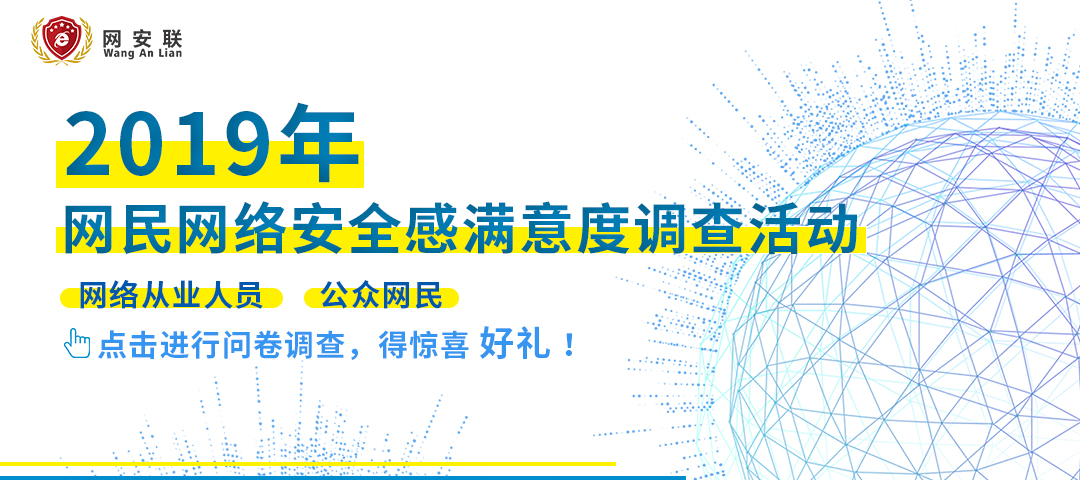 网安联
Wang An Lian
2019年
网民网络安全感满意度调查活动
网络从业人员 公众网民
点击进行问卷调查，得惊喜 好礼！